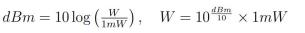 dBm = 10 log (W/1mW), W = 10^(dBm/10) × 1mW